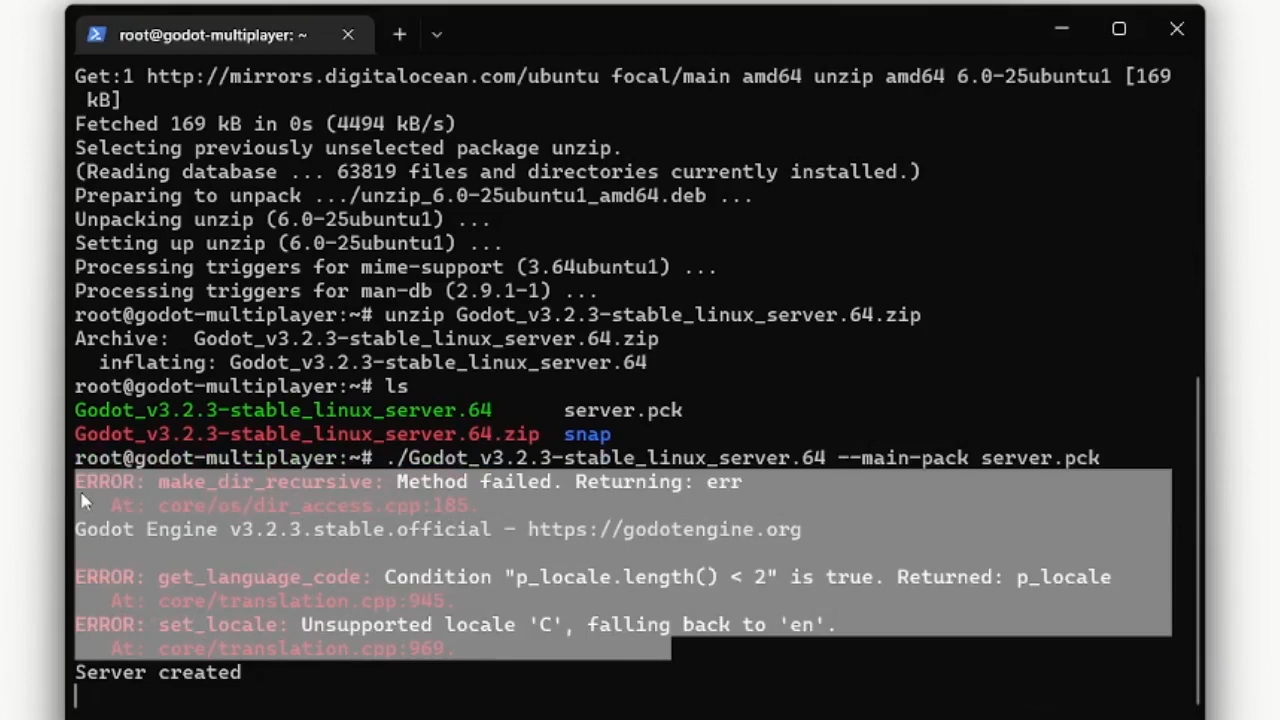 root@godot-multiplayer: ~
Get:1 http://mirrors.digitalocean.com/ubuntu focal/main amd64 unzip amd64 6.0-25ubuntu1 [169
kB]
Fetched 169 kB in 0s (4494 kB/s)
Selecting previously unselected package unzip.
(Reading database ... 63819 files and directories currently installed.)
Preparing to unpack .../unzip_6.0-25ubuntu1_amd64.deb ...
Unpacking unzip (6.0-25ubuntu1) ...
Setting up unzip (6.0-25ubuntu1) ...
Processing triggers for mime-support (3.64ubuntu1) ...
Processing triggers for man-db (2.9.1-1) ...
root@godot-multiplayer:~# unzip Godot_v3.2.3-stable_linux_server.64.zip
Archive:  Godot_v3.2.3-stable_linux_server.64.zip
  inflating: Godot_v3.2.3-stable_linux_server.64
root@godot-multiplayer:~# ls
Godot_v3.2.3-stable_linux_server.64      server.pck
Godot_v3.2.3-stable_linux_server.64.zip  snap
root@godot-multiplayer:~# ./Godot_v3.2.3-stable_linux_server.64 --main-pack server.pck
ERROR: make_dir_recursive: Method failed. Returning: err
   At: core/os/dir_access.cpp:185.
Godot Engine v3.2.3.stable.official - https://godotengine.org
ERROR: get_language_code: Condition "p_locale.length() < 2" is true. Returned: p_locale
   At: core/translation.cpp:945.
ERROR: set_locale: Unsupported locale 'C', falling back to 'en'.
   At: core/translation.cpp:969.
Server created